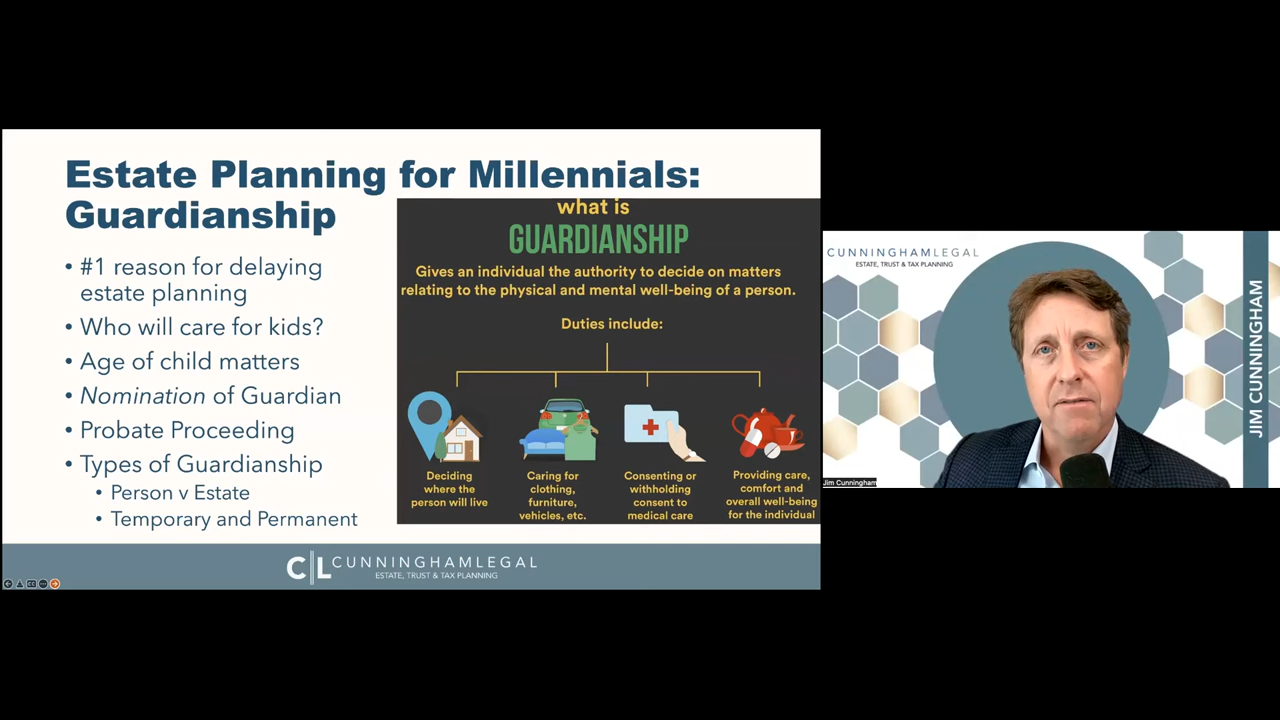 Estate Planning for Millennials:
Guardianship
• #1 reason for delaying
estate planning
• Who will care for kids?
• Age of child matters
• Nomination of Guardian
• Probate Proceeding
• Types of Guardianship
• Person v Estate
• Temporary and Permanent
what is
GUARDIANSHIP
Gives an individual the authority to decide on matters
relating to the physical and mental well-being of a person.
Duties include:
Deciding
where the
person will live
Caring for
clothing,
furniture,
vehicles, etc.
Consenting or
withholding
consent to
medical care
Providing care,
comfort and
overall well-being
for the individual
CL CUNNINGHAMLEGAL
ESTATE, TRUST & TAX PLANNING
CUNNINGHAMLEGAL
ESTATE, TRUST & TAX PLANNING
JIM CUNNINGHAM
Jim Cunningham